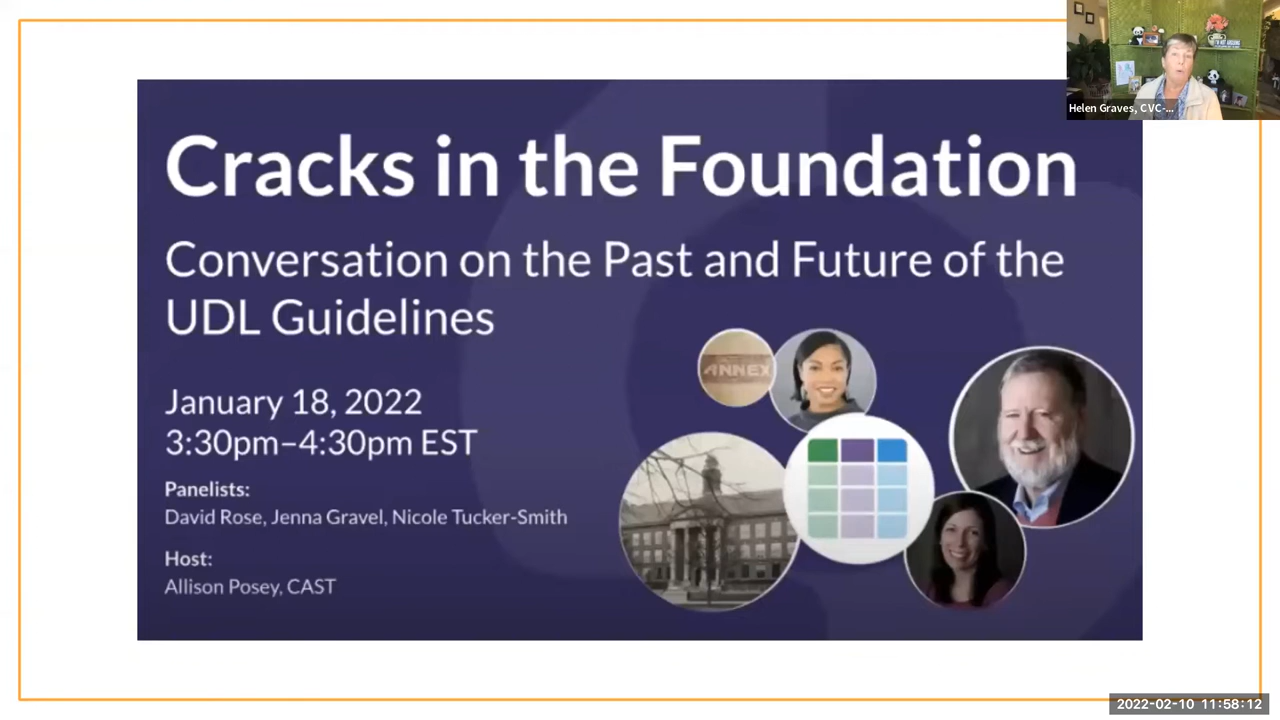 Cracks in the Foundation
Conversation on the Past and Future of the
UDL Guidelines
January 18, 2022
3:30pm–4:30pm EST
Panelists:
David Rose, Jenna Gravel, Nicole Tucker-Smith
Host:
Allison Posey, CAST
ANNEX
Helen Graves, CVC-...
2022-02-10 11:58:12